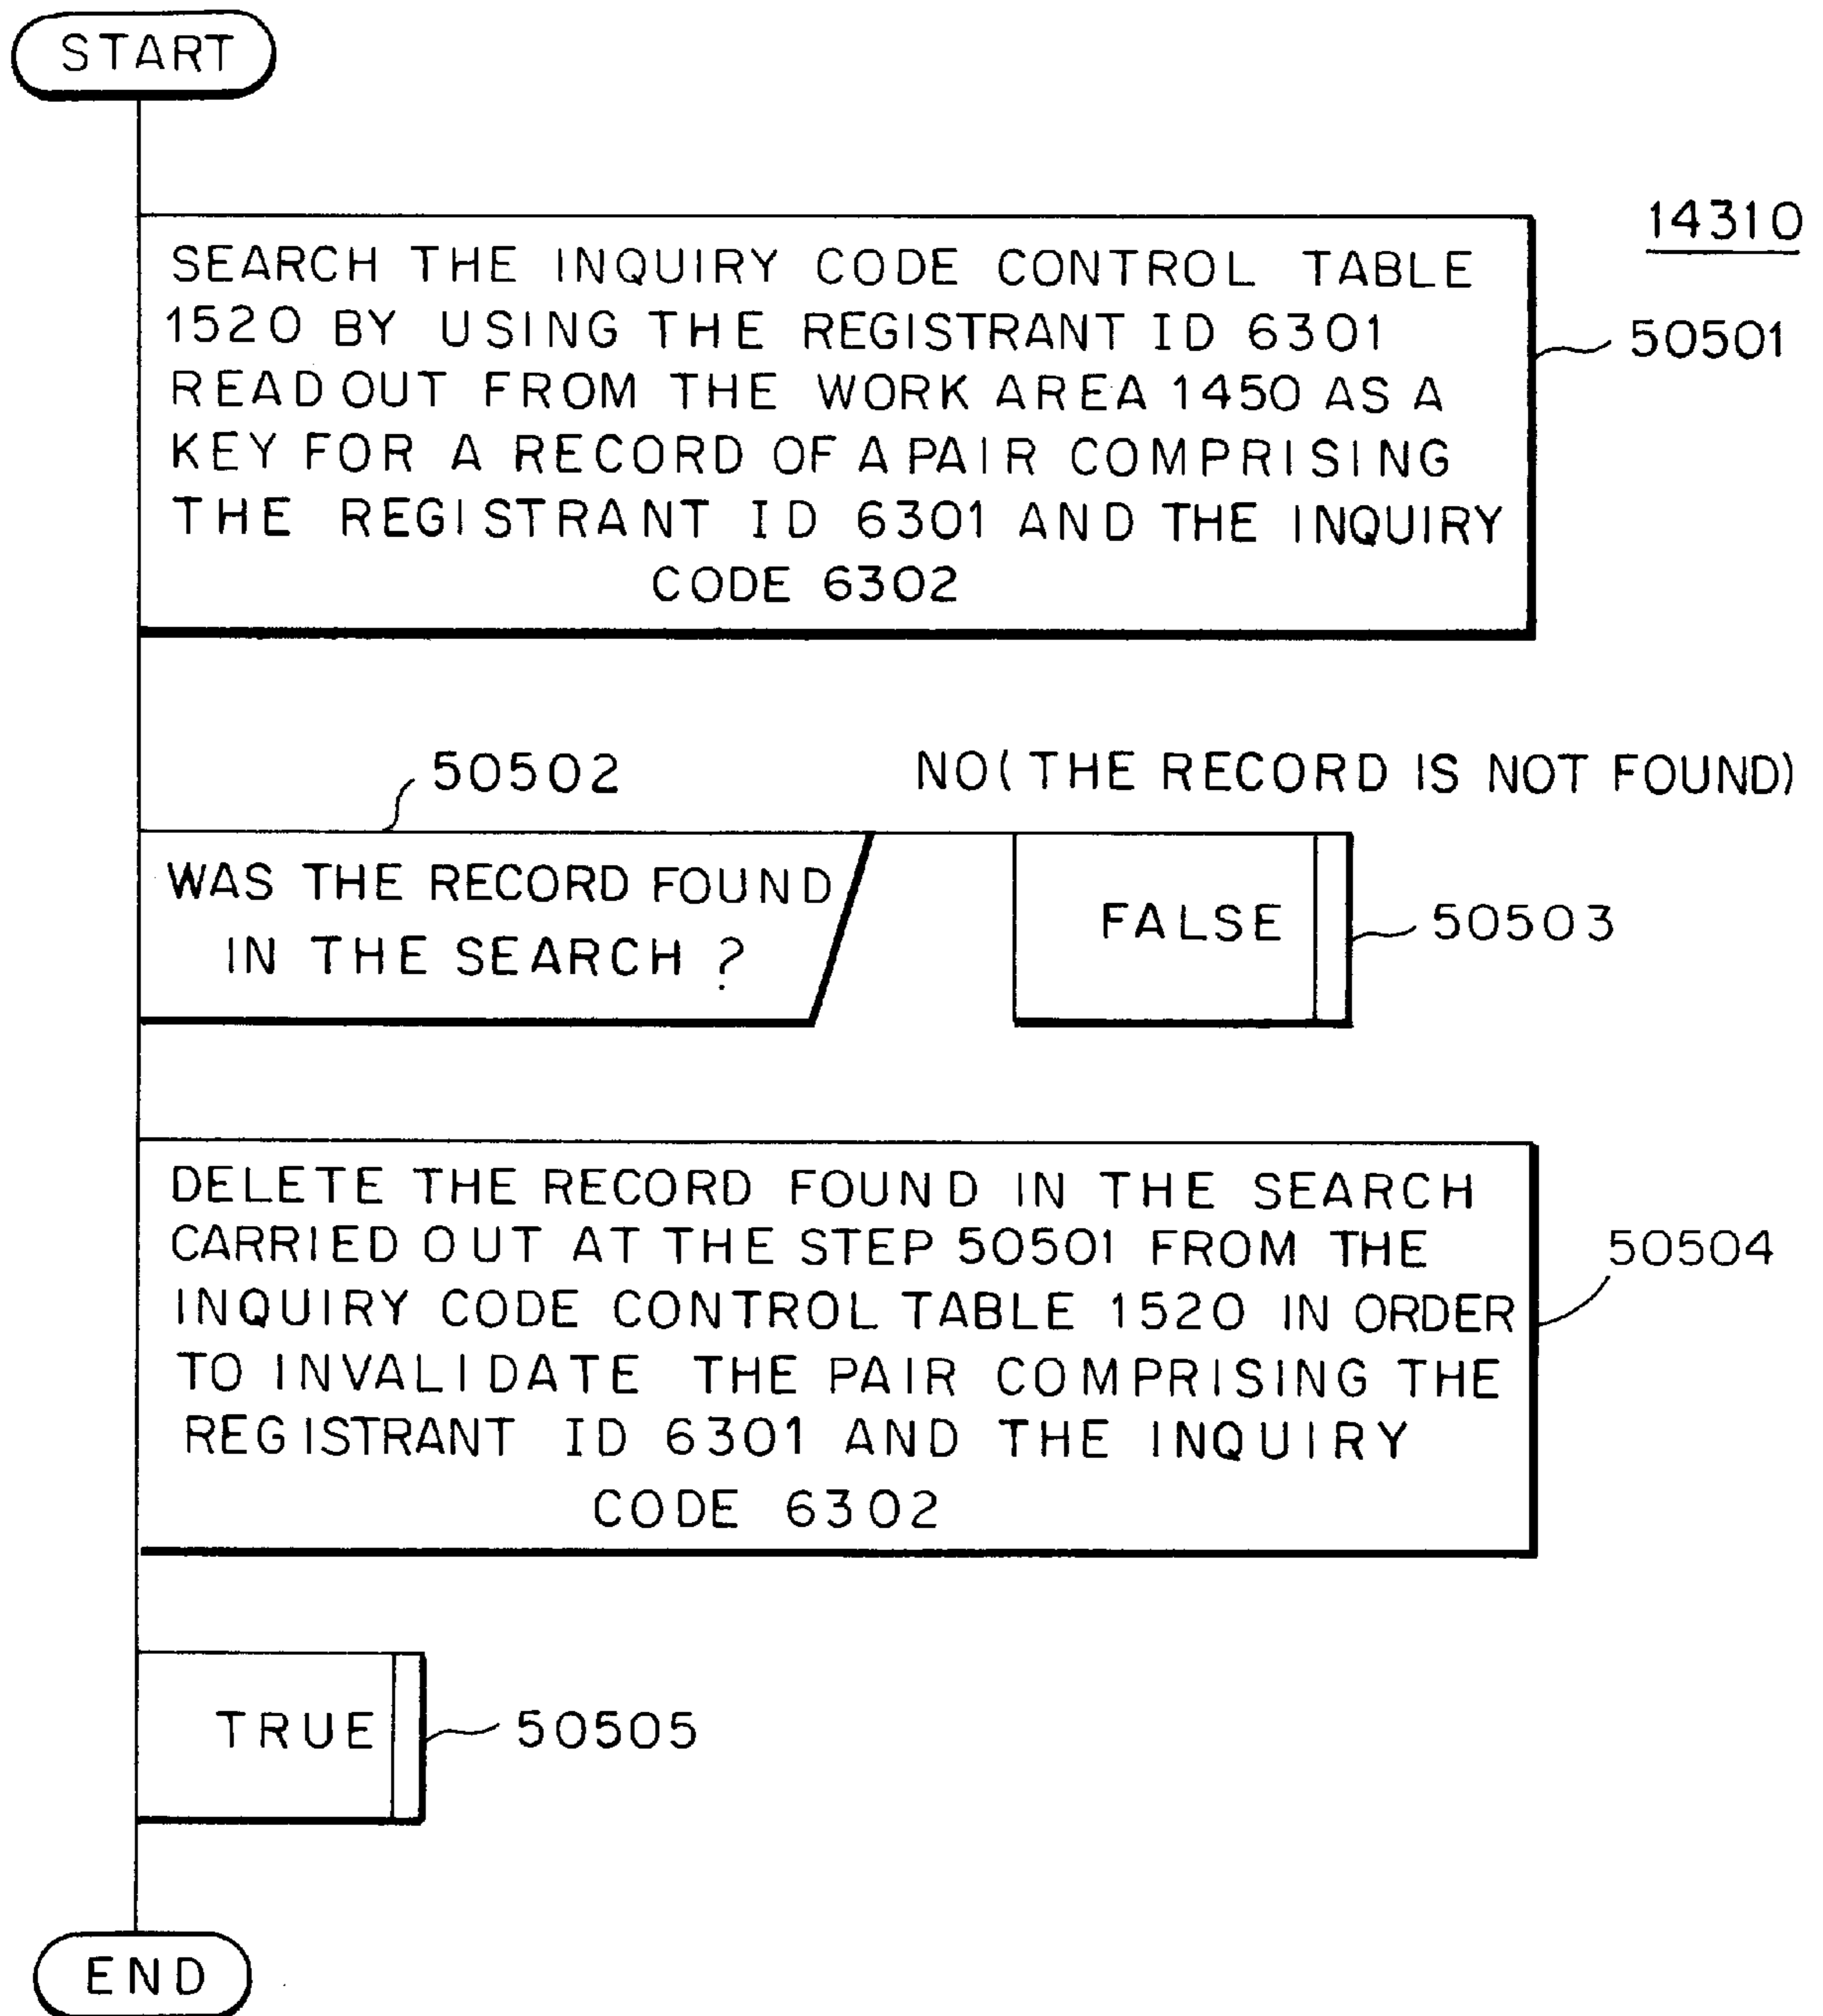 START
14310
SEARCH THE INQUIRY CODE CONTROL TABLE
1520 BY USING THE REGISTRANT ID 6301
READ OUT FROM THE WORK AREA 1450 AS A
KEY FOR A RECORD OF A PAIR COMPRISING
THE REGISTRANT ID 6301 AND THE INQUIRY
CODE 6302
50501
50502
NO(THE RECORD IS NOT FOUND)
WAS THE RECORD FOUND
IN THE SEARCH ?
FALSE
50503
DELETE THE RECORD FOUND IN THE SEARCH
CARRIED OUT AT THE STEP 50501 FROM THE
INQUIRY CODE CONTROL TABLE 1520 IN ORDER
TO INVALIDATE THE PAIR COMPRISING THE
REGISTRANT ID 6301 AND THE INQUIRY
CODE 6302
50504
TRUE
50505
END